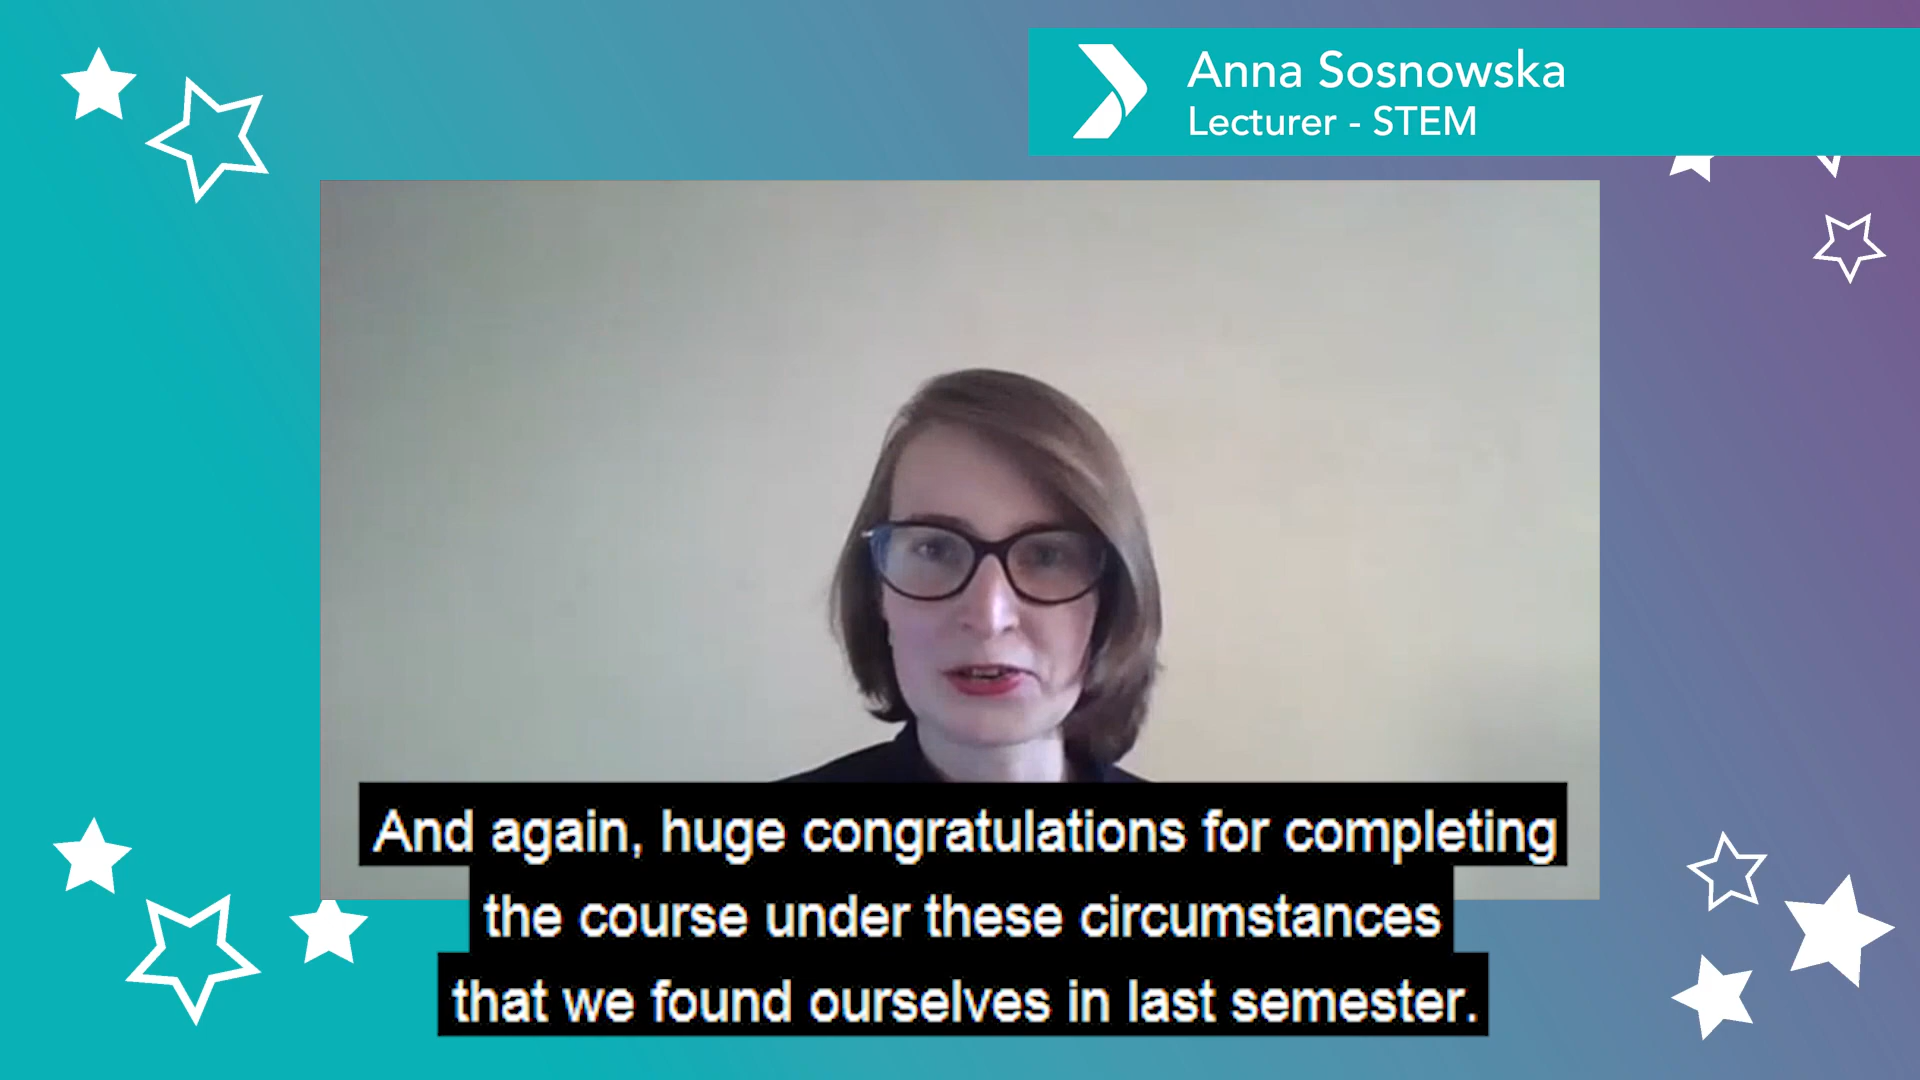 Anna Sosnowska
Lecturer - STEM
And again, huge congratulations for completing
the course under these circumstances
that we found ourselves in last semester.